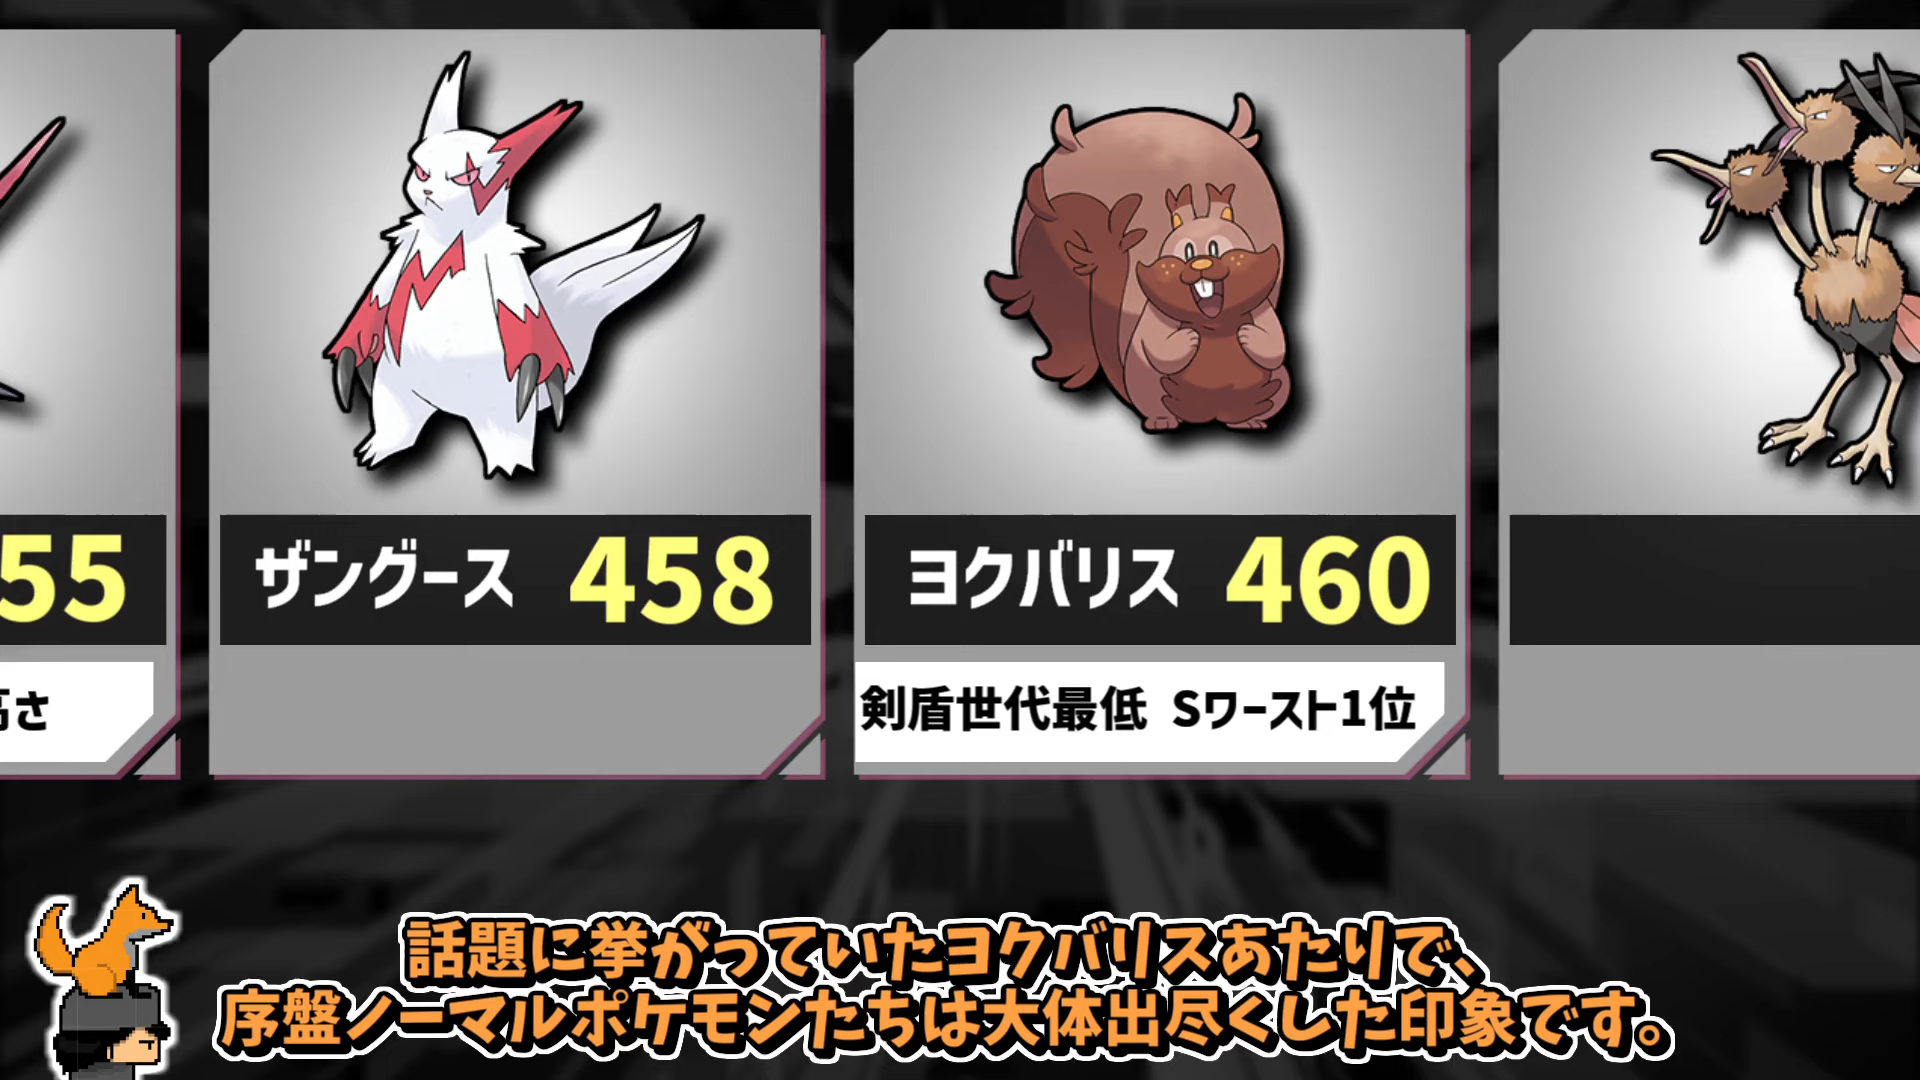 55
ザングース 458
ヨクバリス 460
高さ
剣盾世代最低 Sワースト1位
話題に挙がっていたヨクバリスあたりで、
序盤ノーマルポケモンたちは大体出尽くした印象です。